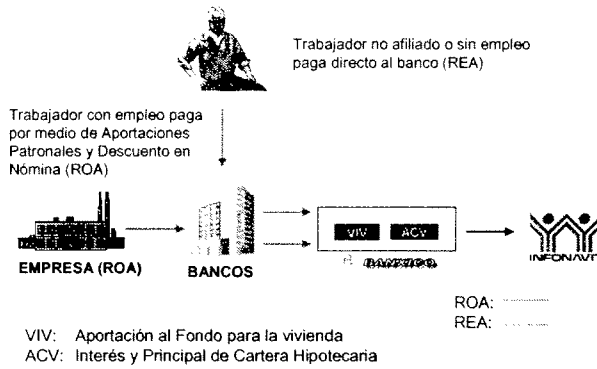 Trabajador no afiliado o sin empleo
paga directo al banco (REA)
Trabajador con empleo paga
por medio de Aportaciones
Patronales y Descuento en
Nómina (ROA)
EMPRESA (ROA)
BANCOS
VIV ACV
BANXICO
INFONAVIT
ROA:
REA:
VIV: Aportación al Fondo para la vivienda
ACV: Interés y Principal de Cartera Hipotecaria